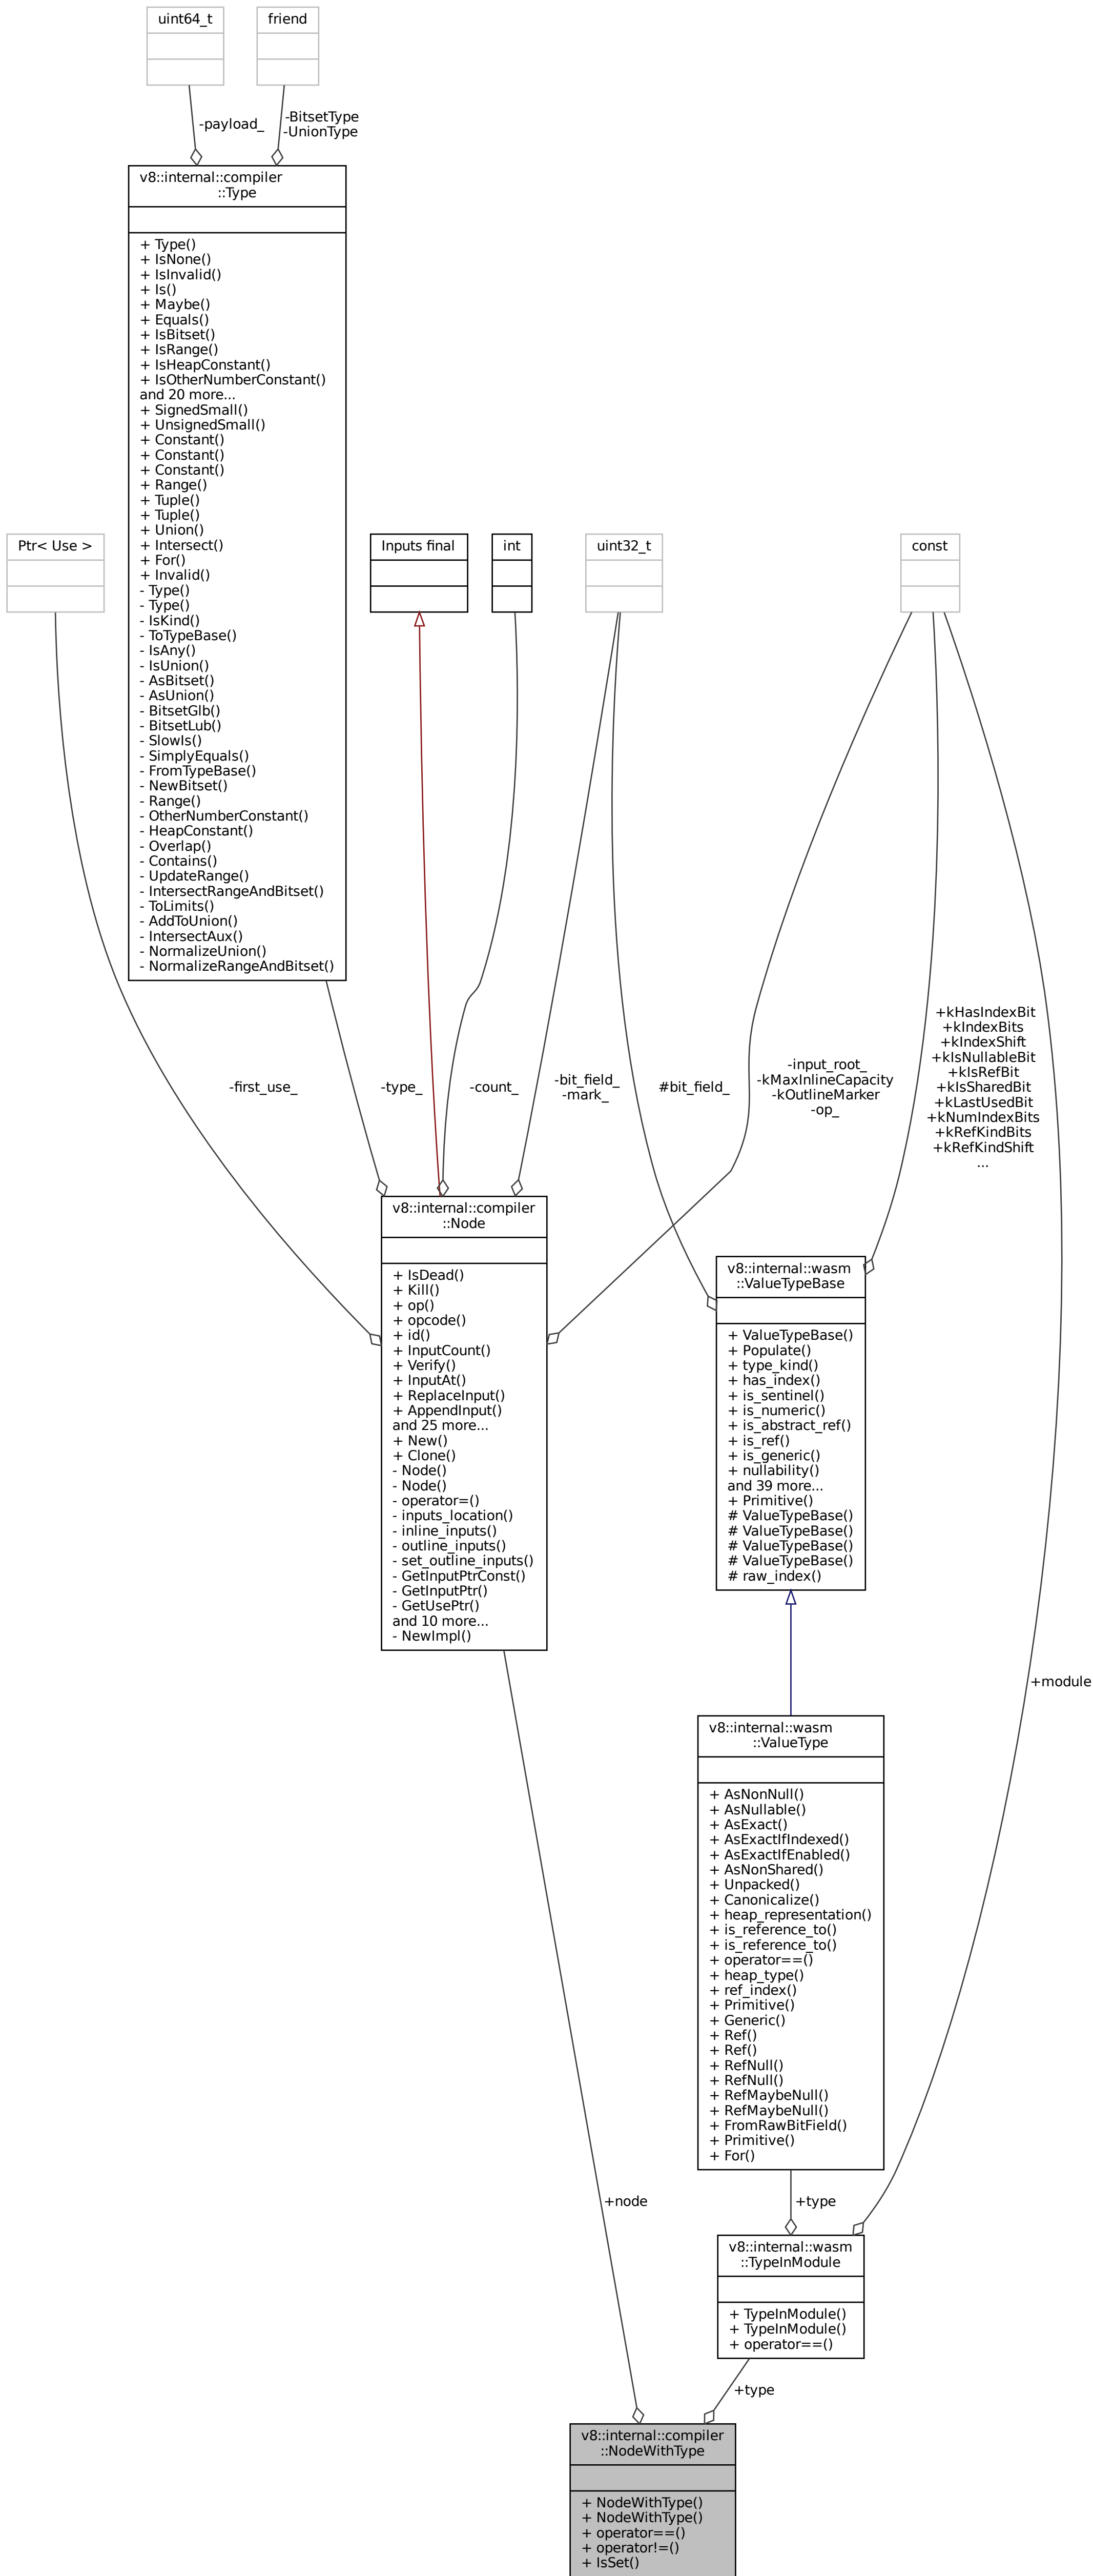 uint64_t
friend
-payload_
-BitsetType
-UnionType
v8::internal::compiler
::Type
+ Type()
+ IsNone()
+ IsInvalid()
+ Is()
+ Maybe()
+ Equals()
+ IsBitset()
+ IsRange()
+ IsHeapConstant()
+ IsOtherNumberConstant()
and 20 more...
+ SignedSmall()
+ UnsignedSmall()
+ Constant()
+ Constant()
+ Constant()
+ Range()
+ Tuple()
+ Tuple()
+ Union()
+ Intersect()
+ For()
+ Invalid()
- Type()
- Type()
- IsKind()
- ToTypeBase()
- IsAny()
- IsUnion()
- AsBitset()
- AsUnion()
- BitsetGlb()
- BitsetLub()
- SlowIs()
- SimplyEquals()
- FromTypeBase()
- NewBitset()
- Range()
- OtherNumberConstant()
- HeapConstant()
- Overlap()
- Contains()
- UpdateRange()
- IntersectRangeAndBitset()
- ToLimits()
- AddToUnion()
- IntersectAux()
- NormalizeUnion()
- NormalizeRangeAndBitset()
Ptr< Use >
Inputs final
int
uint32_t
const
-first_use_
-type_
-count_
-bit_field_
-mark_
#bit_field_
-input_root_
-kMaxInlineCapacity
-kOutlineMarker
-op_
+kHasIndexBit
+kIndexBits
+kIndexShift
+kIsNullableBit
+kIsRefBit
+kIsSharedBit
+kLastUsedBit
+kNumIndexBits
+kRefKindBits
+kRefKindShift
...
v8::internal::compiler
::Node
+ IsDead()
+ Kill()
+ op()
+ opcode()
+ id()
+ InputCount()
+ Verify()
+ InputAt()
+ ReplaceInput()
+ AppendInput()
and 25 more...
+ New()
+ Clone()
- Node()
- Node()
- operator=()
- inputs_location()
- inline_inputs()
- outline_inputs()
- set_outline_inputs()
- GetInputPtrConst()
- GetInputPtr()
- GetUsePtr()
and 10 more...
- NewImpl()
v8::internal::wasm
::ValueTypeBase
+ ValueTypeBase()
+ Populate()
+ type_kind()
+ has_index()
+ is_sentinel()
+ is_numeric()
+ is_abstract_ref()
+ is_ref()
+ is_generic()
+ nullability()
and 39 more...
+ Primitive()
# ValueTypeBase()
# ValueTypeBase()
# ValueTypeBase()
# ValueTypeBase()
# raw_index()
+module
v8::internal::wasm
::ValueType
+ AsNonNull()
+ AsNullable()
+ AsExact()
+ AsExactIfIndexed()
+ AsExactIfEnabled()
+ AsNonShared()
+ Unpacked()
+ Canonicalize()
+ heap_representation()
+ is_reference_to()
+ is_reference_to()
+ operator==()
+ heap_type()
+ ref_index()
+ Primitive()
+ Generic()
+ Ref()
+ Ref()
+ RefNull()
+ RefNull()
+ RefMaybeNull()
+ RefMaybeNull()
+ FromRawBitField()
+ Primitive()
+ For()
+node
+type
v8::internal::wasm
::TypeInModule
+ TypeInModule()
+ TypeInModule()
+ operator==()
+type
v8::internal::compiler
::NodeWithType
+ NodeWithType()
+ NodeWithType()
+ operator==()
+ operator!=()
+ IsSet()